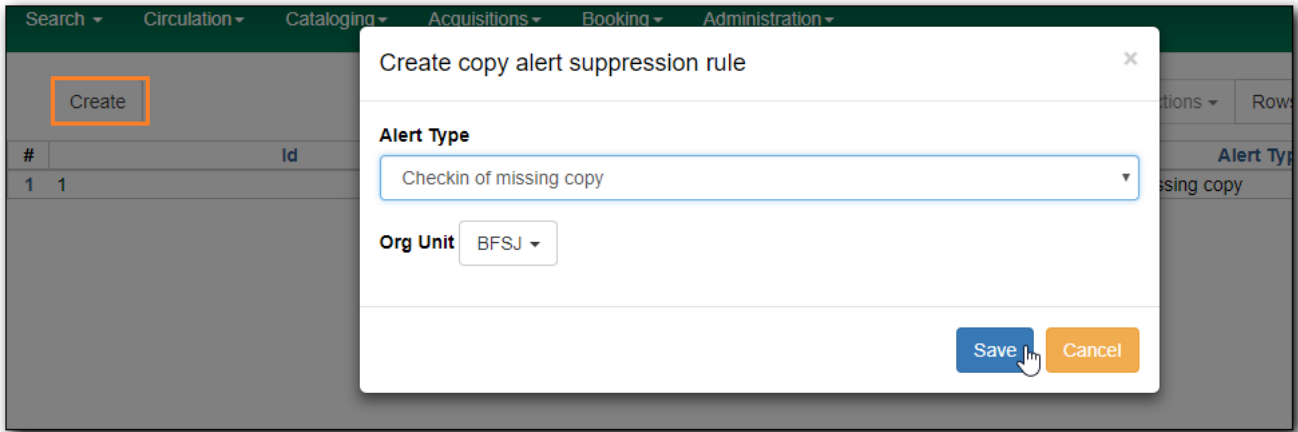 Search Circulation Cataloging Acquisitions Booking Administration
Create copy alert suppression rule ×
Create
Rows
Alert Type
# Id Alert Typ
Checkin of missing copy
1 1 ssing copy
Org Unit BFSJ
Save Cancel